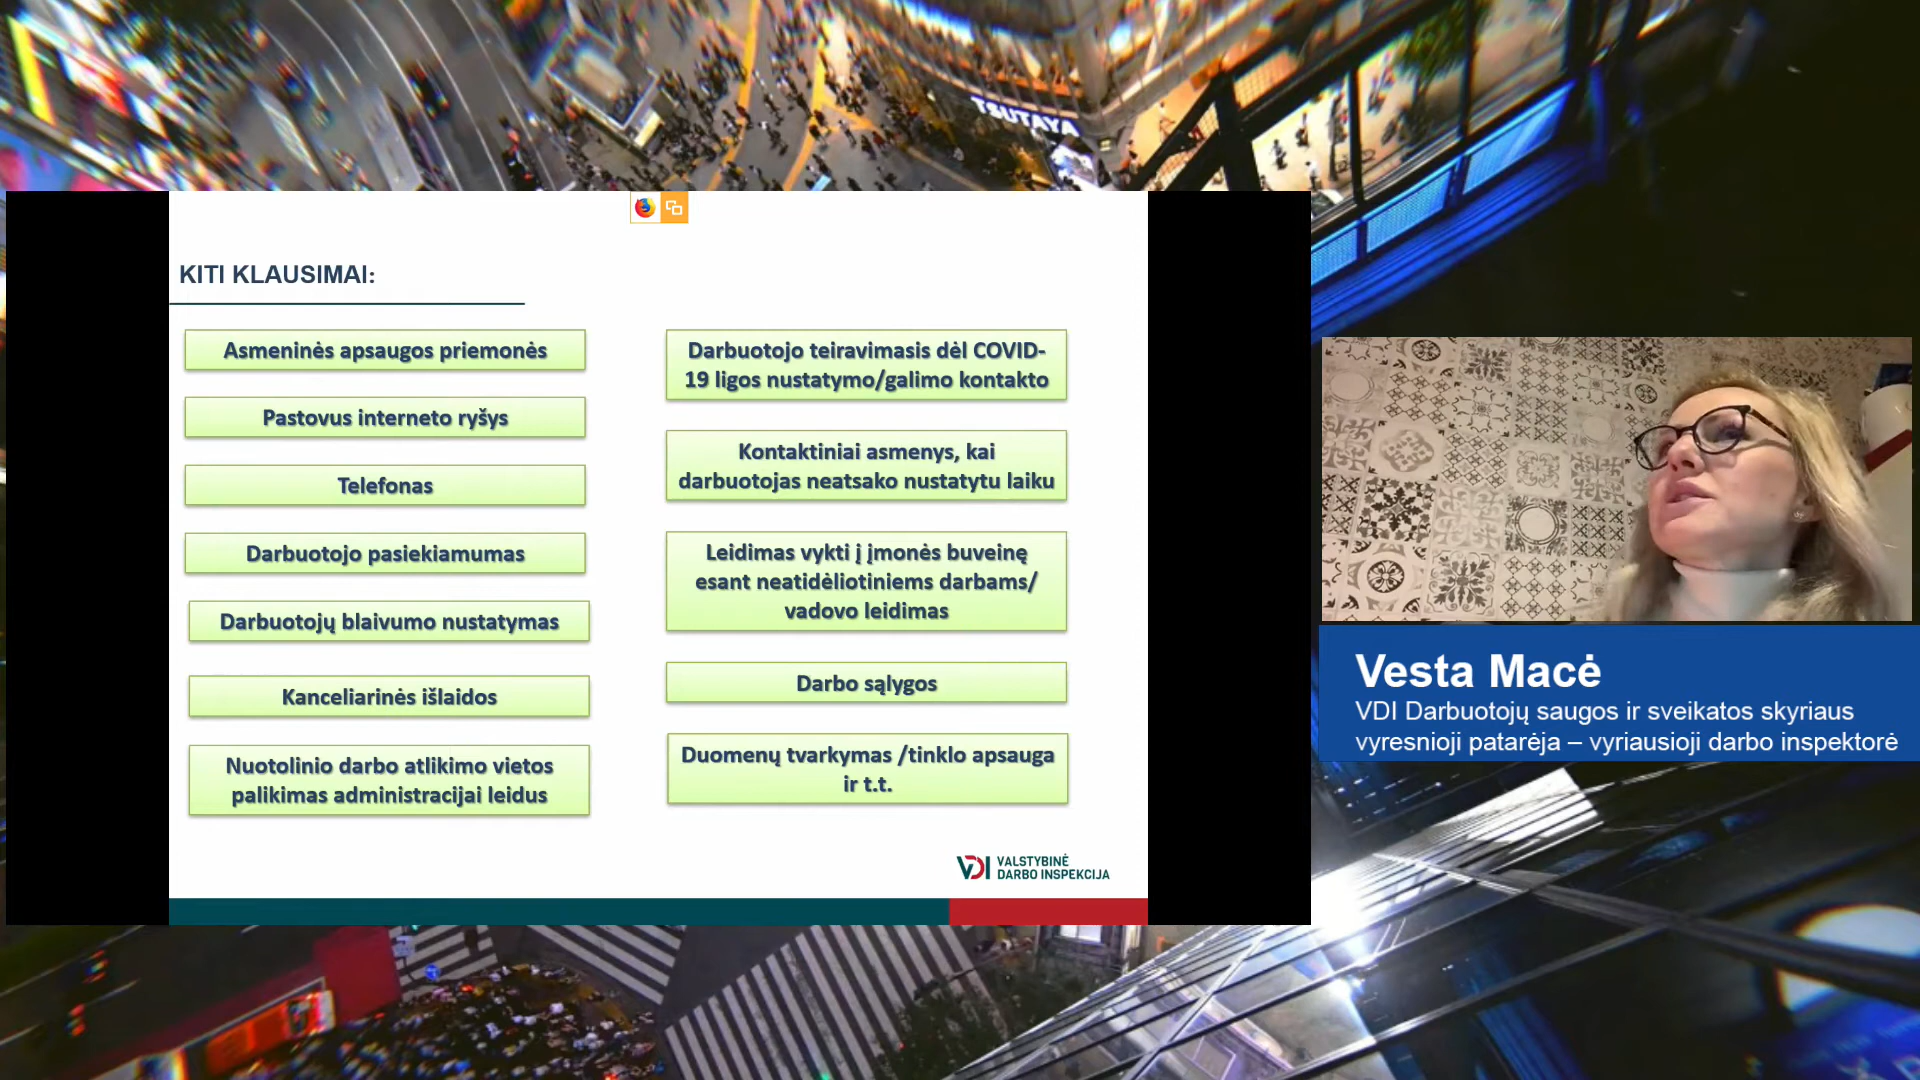 TSUTAYA
KITI KLAUSIMAI:
Asmeninės apsaugos priemonės
Pastovus interneto ryšys
Telefonas
Darbuotojo pasiekiamumas
Darbuotojų blaivumo nustatymas
Kanceliarinės išlaidos
Nuotolinio darbo atlikimo vietos
palikimas administracijai leidus
Darbuotojo teiravimasis dėl COVID-
19 ligos nustatymo/galimo kontakto
Kontaktiniai asmenys, kai
darbuotojas neatsako nustatytu laiku
Leidimas vykti į įmonės buveinę
esant neatidėliotiniems darbams/
vadovo leidimas
Darbo sąlygos
Duomenų tvarkymas /tinklo apsauga
ir t.t.
VDI VALSTYBINĖ
DARBO INSPEKCIJA
Vesta Macė
VDI Darbuotojų saugos ir sveikatos skyriaus
vyresnioji patarėja – vyriausioji darbo inspektorė